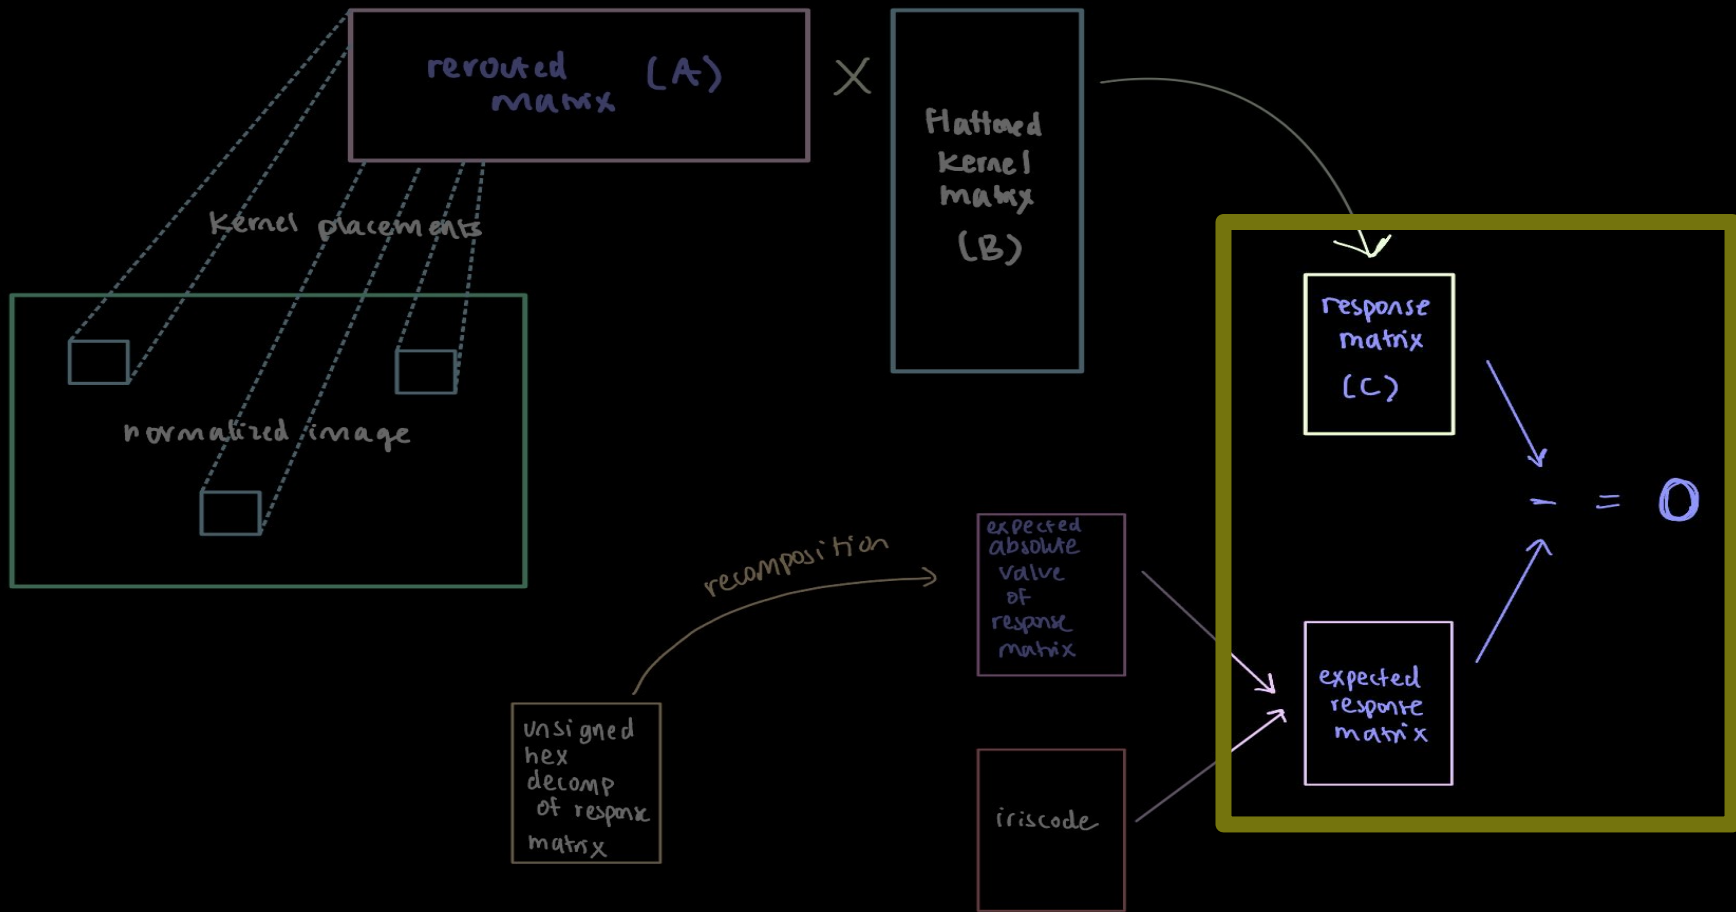 rerouted (A)
matrix
X
Flattened
Kernel
matrix
(B)
Kernel placements
normalized image
response
matrix
(C)
- = 0
recomposition
expected
absolute
value
of
response
matrix
unsigned
hex
decomp
of response
matrix
iriscode
expected
response
matrix